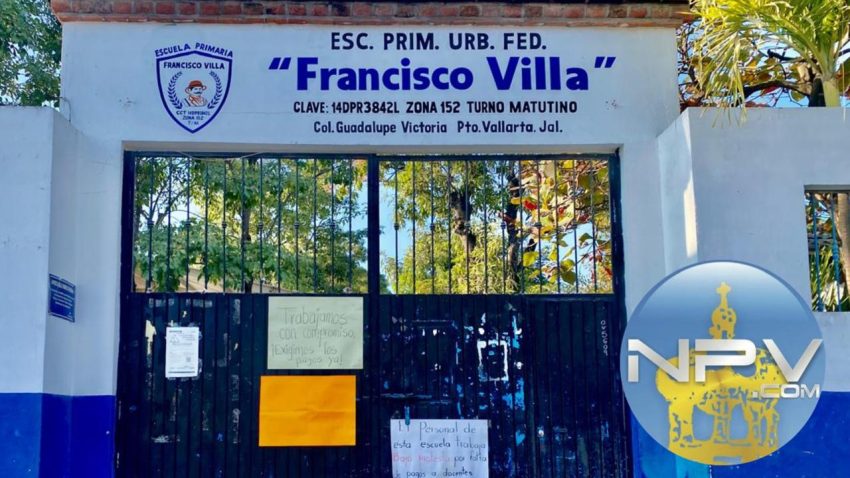 ESC. PRIM. URB. FED.
"Francisco Villa"
CLAVE: 14DPR3842L ZONA 152 TURNO MATUTINO
Col. Guadalupe Victoria Pto. Vallarta. Jal.
ESCUELA PRIMARIA
FRANCISCO VILLA
ZONA 152
T/M
Trabajamos
con compromiso,
¡Exigimos los
pagos ya!
El Personal de
esta escuela trabaja
Bajo Protesta por falta
de pagos a docentes
NPV
.COM